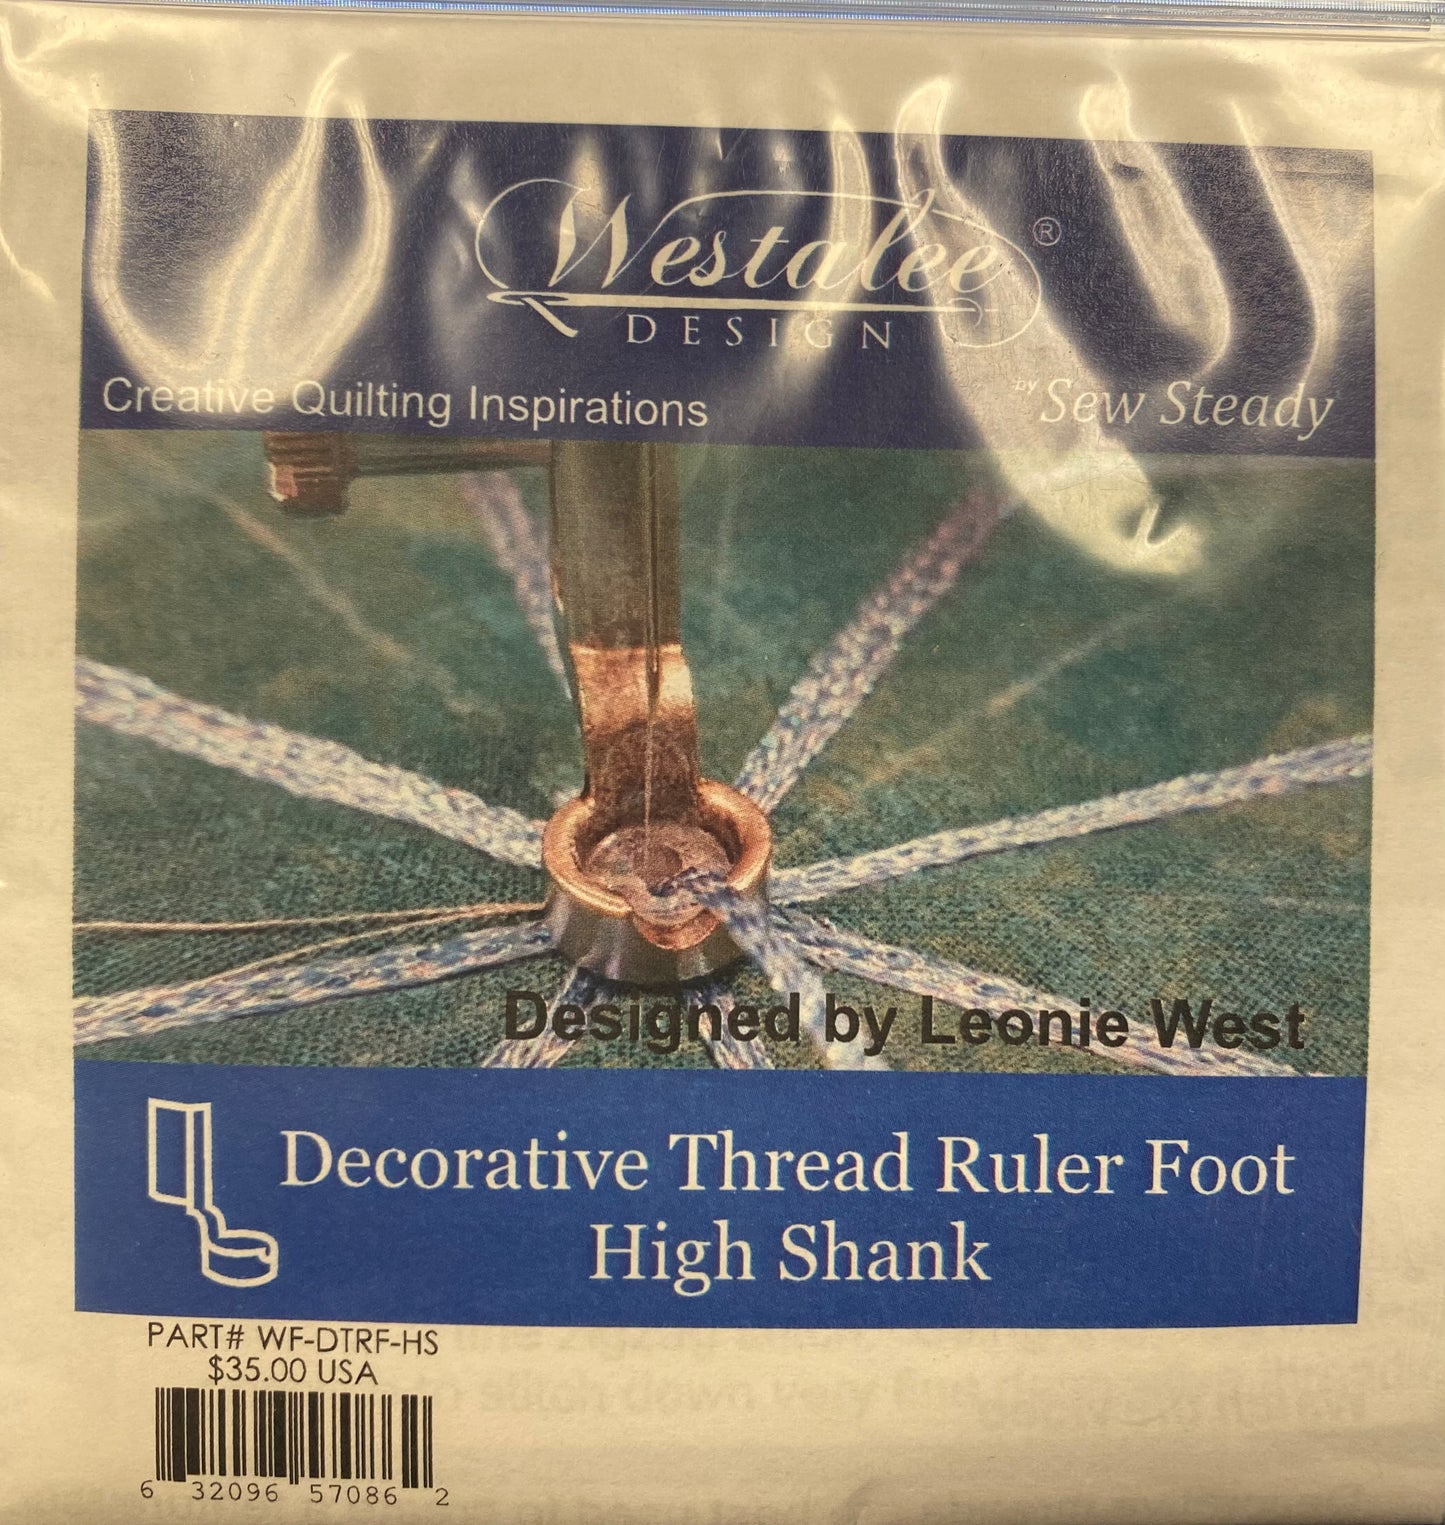 Westalee ®
DESIGN
Creative Quilting Inspirations
by Sew Steady
Designed by Leonie West
Decorative Thread Ruler Foot
High Shank
PART# WF-DTRF-HS
$35.00 USA
6 32096 57086 2